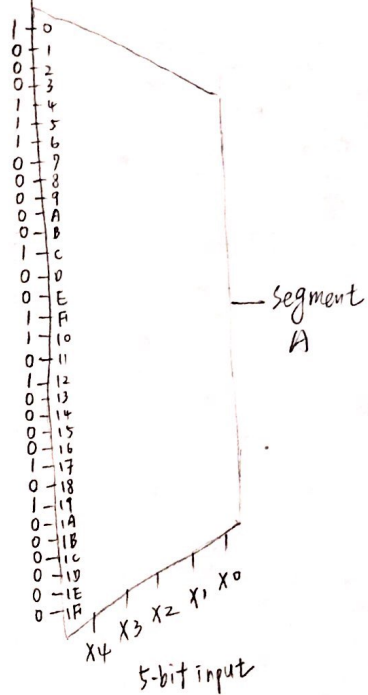 1 0
0 1
0 2
0 3
1 4
1 5
1 6
0 7
0 8
0 9
0 A
0 B
1 C
0 D
0 E
1 F
1 10
0 11
1 12
0 13
0 14
0 15
0 16
1 17
0 18
1 19
0 1A
0 1B
0 1C
0 1D
0 1E
0 1F
Segment
A
X4 X3 X2 X1 X0
5-bit input